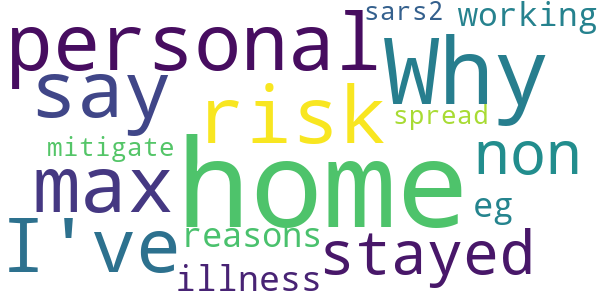 sars2 working
personal Why
say risk
spread
mitigate home non
max
eg
I've reasons stayed
illness